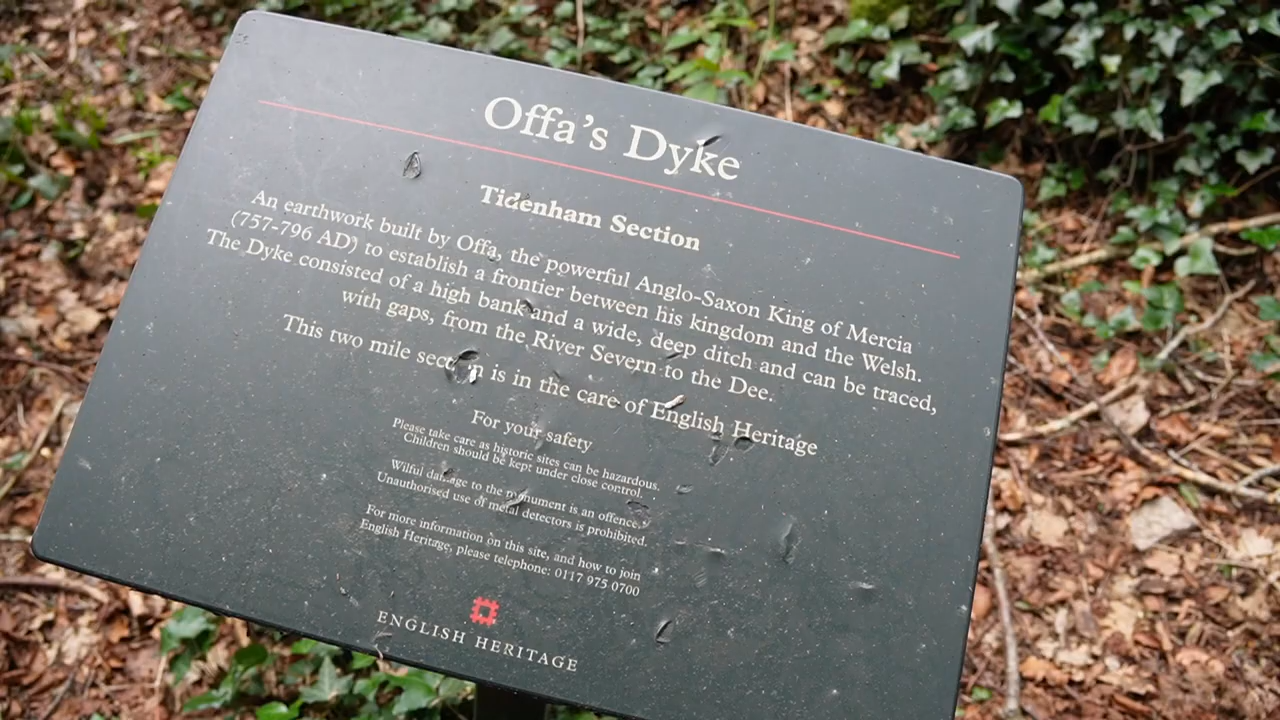 Offa's Dyke
Tidenham Section
An earthwork built by Offa, the powerful Anglo-Saxon King of Mercia
(757-796 AD) to establish a frontier between his kingdom and the Welsh.
The Dyke consisted of a high bank and a wide, deep ditch and can be traced,
with gaps, from the River Severn to the Dee.
This two mile section is in the care of English Heritage
For your safety
Please take care as historic sites can be hazardous.
Children should be kept under close control.
Wilful damage to the monument is an offence.
Unauthorised use of metal detectors is prohibited.
For more information on this site, and how to join
English Heritage, please telephone: 0117 975 0700
ENGLISH HERITAGE